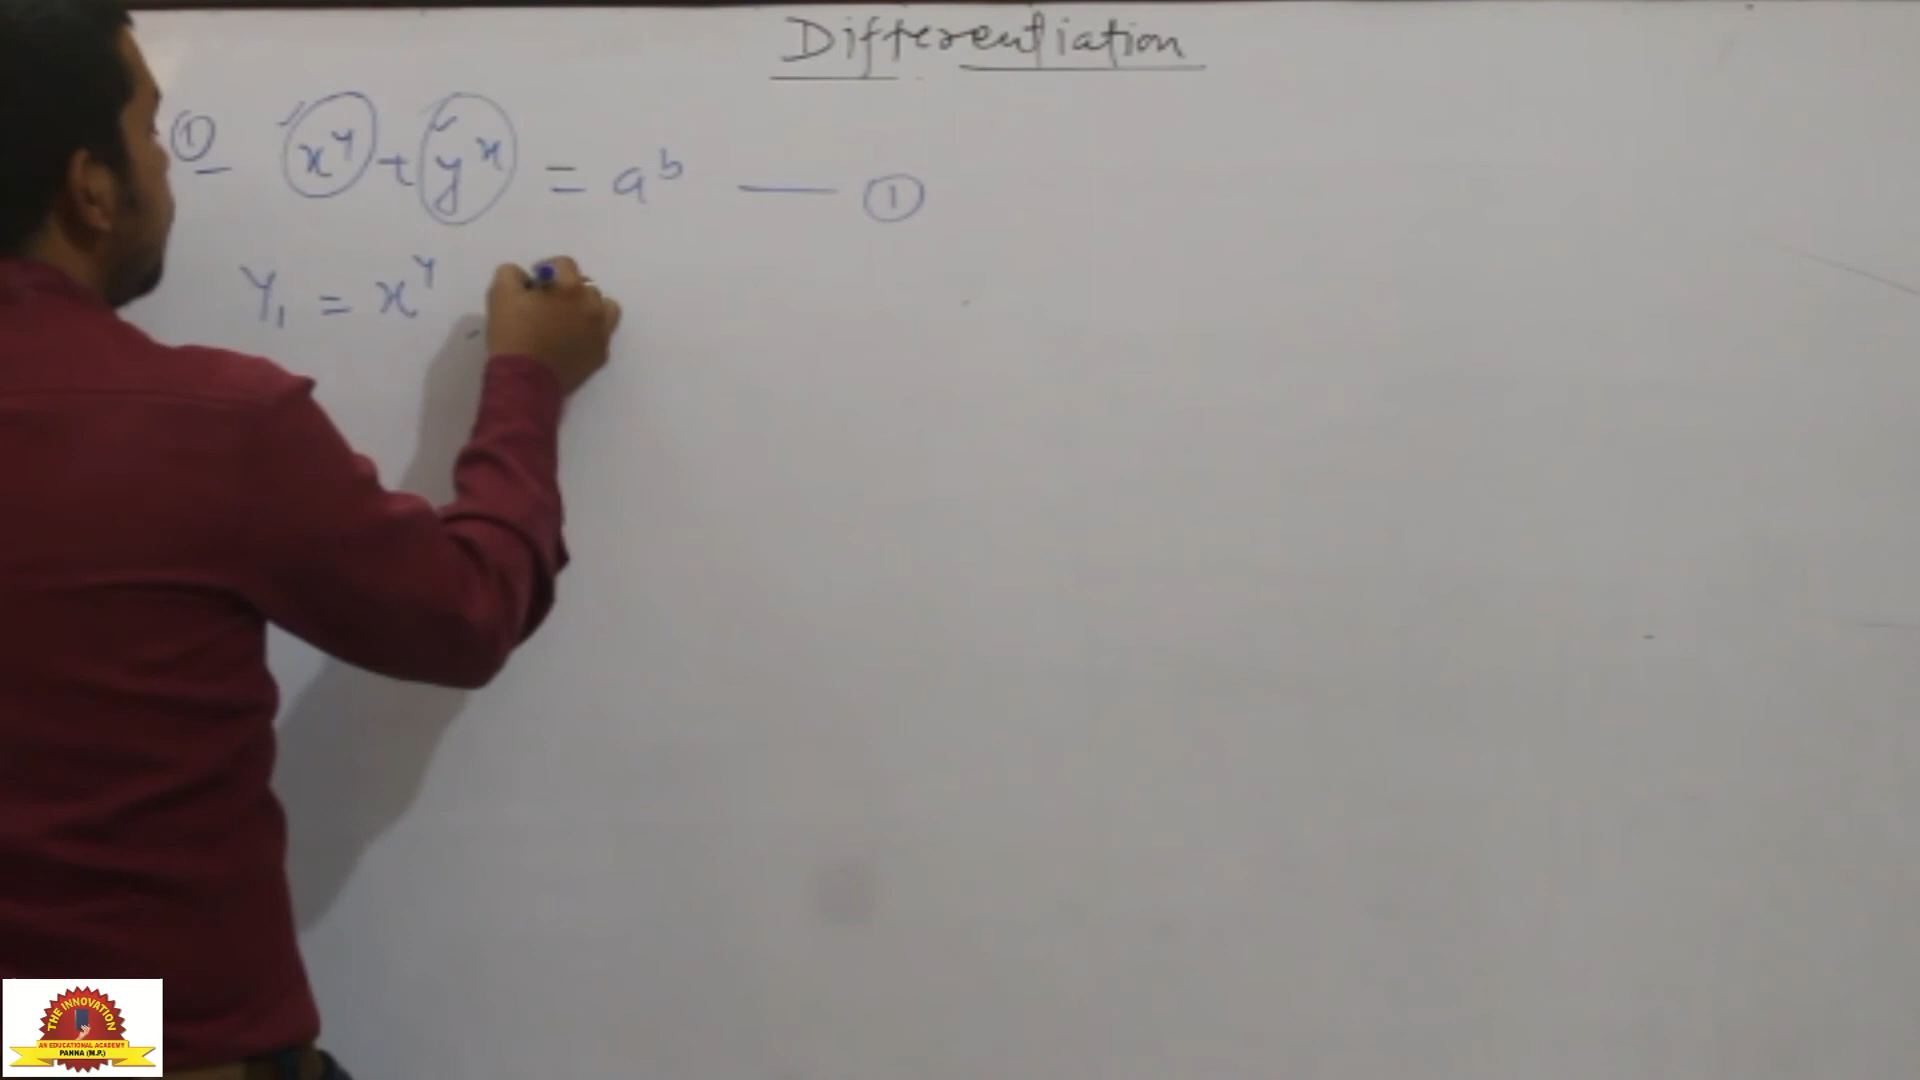 Differentiation
① x^y + y^x = a^b — ①
Y₁ = x^y
THE INNOVATION
AN EDUCATIONAL ACADEMY
PANNA (M.P.)